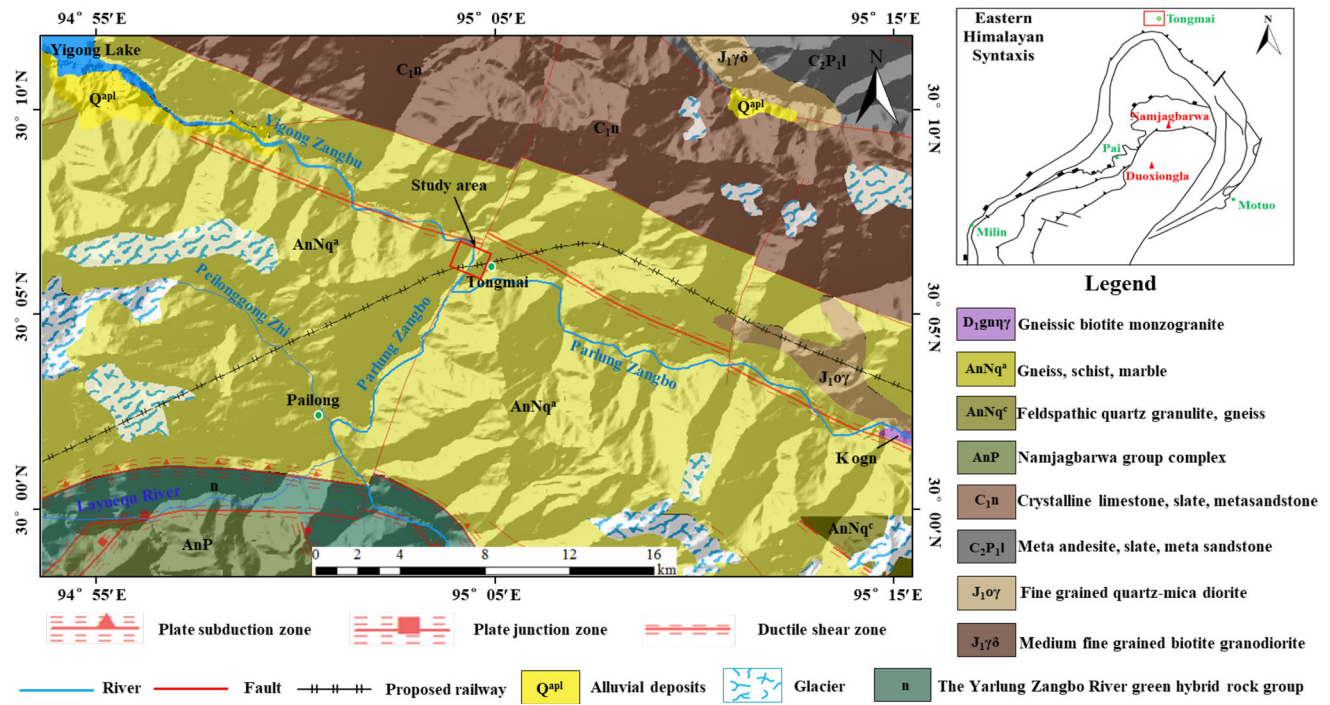 94° 55′E
95° 05′E
95° 15′E
Yigong Lake
Qᵃᵖˡ
C₁n
J₁γδ
C₂P₁l
N
30° 10′N
30° 10′N
Qᵃᵖˡ
C₁n
Yigong Zangbu
Study area
AnNqᵃ
Tongmai
Peilonggong Zhi
30° 05′N
30° 05′N
Parlung Zangbo
Parlung Zangbo
J₁ογ
Pailong
AnNqᵃ
K ogn
30° 00′N
30° 00′N
n
Layuequ River
AnP
AnNqᶜ
0 2 4 8 12 16
km
94° 55′E
95° 05′E
95° 15′E
Eastern
Himalayan
Syntaxis
Tongmai
N
Namjagbarwa
Pai
Duoxiongla
Motuo
Milin
Legend
D₁gnηγ Gneissic biotite monzogranite
AnNqᵃ Gneiss, schist, marble
AnNqᶜ Feldspathic quartz granulite, gneiss
AnP Namjagbarwa group complex
C₁n Crystalline limestone, slate, metasandstone
C₂P₁l Meta andesite, slate, meta sandstone
J₁ογ Fine grained quartz-mica diorite
J₁γδ Medium fine grained biotite granodiorite
Plate subduction zone Plate junction zone Ductile shear zone
River Fault Proposed railway Qᵃᵖˡ Alluvial deposits Glacier n The Yarlung Zangbo River green hybrid rock group